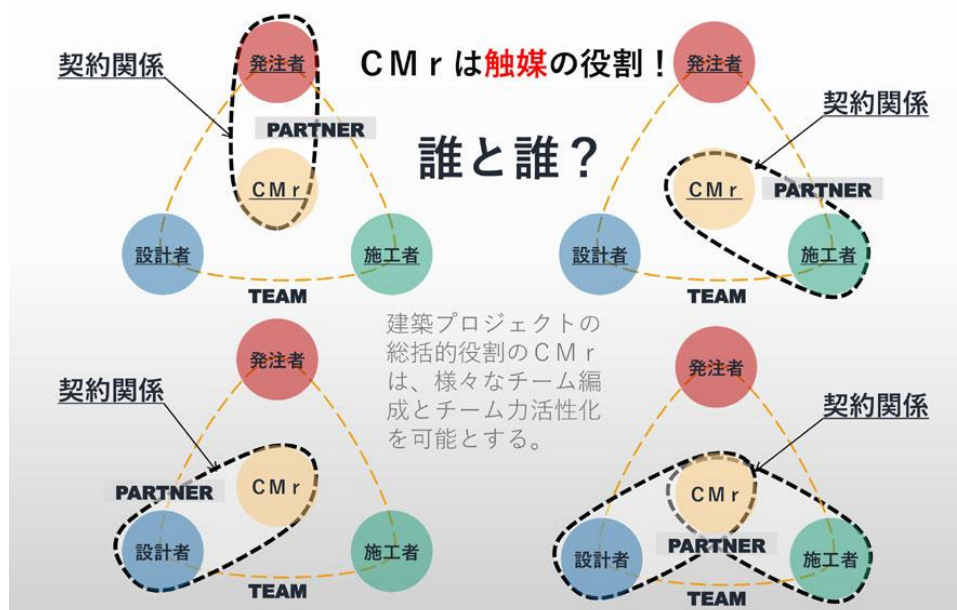 CMrは触媒の役割！
誰と誰？
契約関係
発注者
PARTNER
CMr
設計者
施工者
TEAM
発注者
契約関係
CMr
PARTNER
設計者
施工者
TEAM
建築プロジェクトの
総括的役割のCMr
は、様々なチーム編
成とチーム力活性化
を可能とする。
発注者
契約関係
CMr
PARTNER
設計者
施工者
TEAM
発注者
契約関係
CMr
PARTNER
設計者
施工者
TEAM